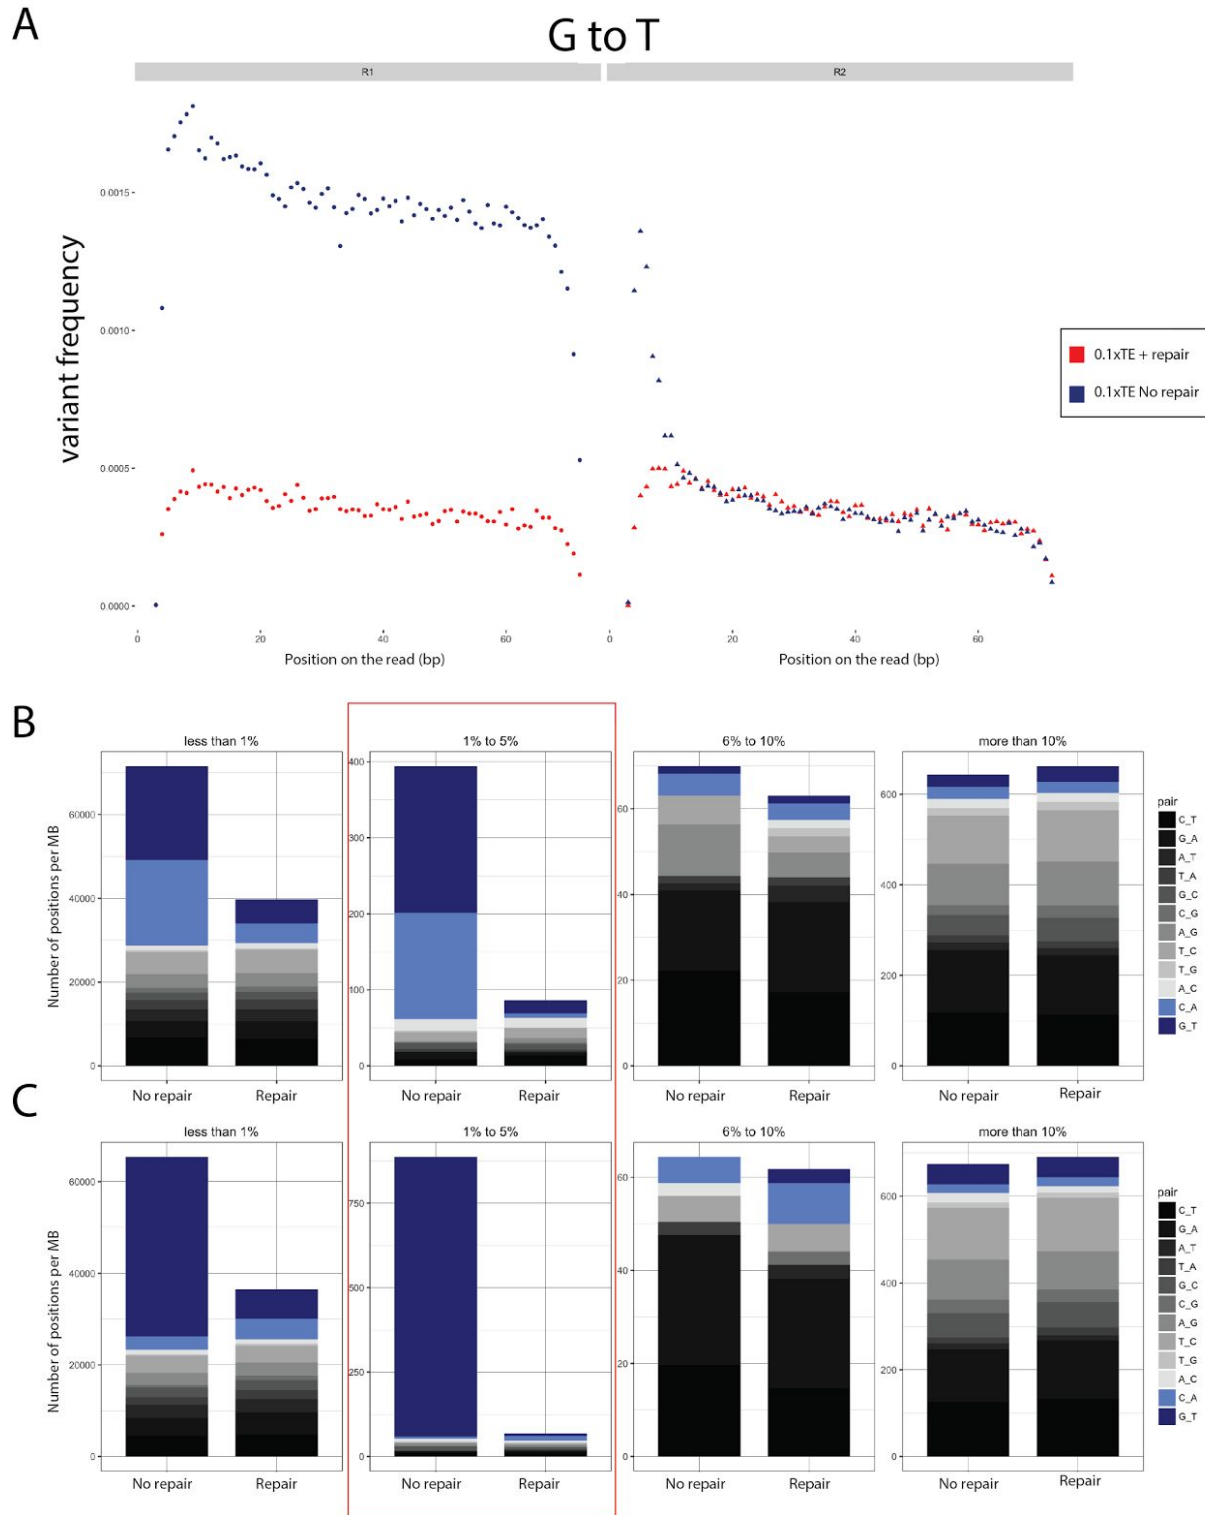 A
G to T
R1
R2
variant frequency
0.0015
0.0010
0.0005
0.0000
0
20
40
60
0
20
40
60
Position on the read (bp)
Position on the read (bp)
0.1xTE + repair
0.1xTE No repair
B
less than 1%
1% to 5%
6% to 10%
more than 10%
Number of positions per MB
60000
40000
20000
0
400
300
200
100
0
60
40
20
0
600
400
200
0
No repair
Repair
No repair
Repair
No repair
Repair
No repair
Repair
pair
C_T
G_A
A_T
T_A
G_C
C_G
A_G
T_C
T_G
A_C
C_A
G_T
C
less than 1%
1% to 5%
6% to 10%
more than 10%
Number of positions per MB
60000
40000
20000
0
750
500
250
0
60
40
20
0
600
400
200
0
No repair
Repair
No repair
Repair
No repair
Repair
No repair
Repair
pair
C_T
G_A
A_T
T_A
G_C
C_G
A_G
T_C
T_G
A_C
C_A
G_T